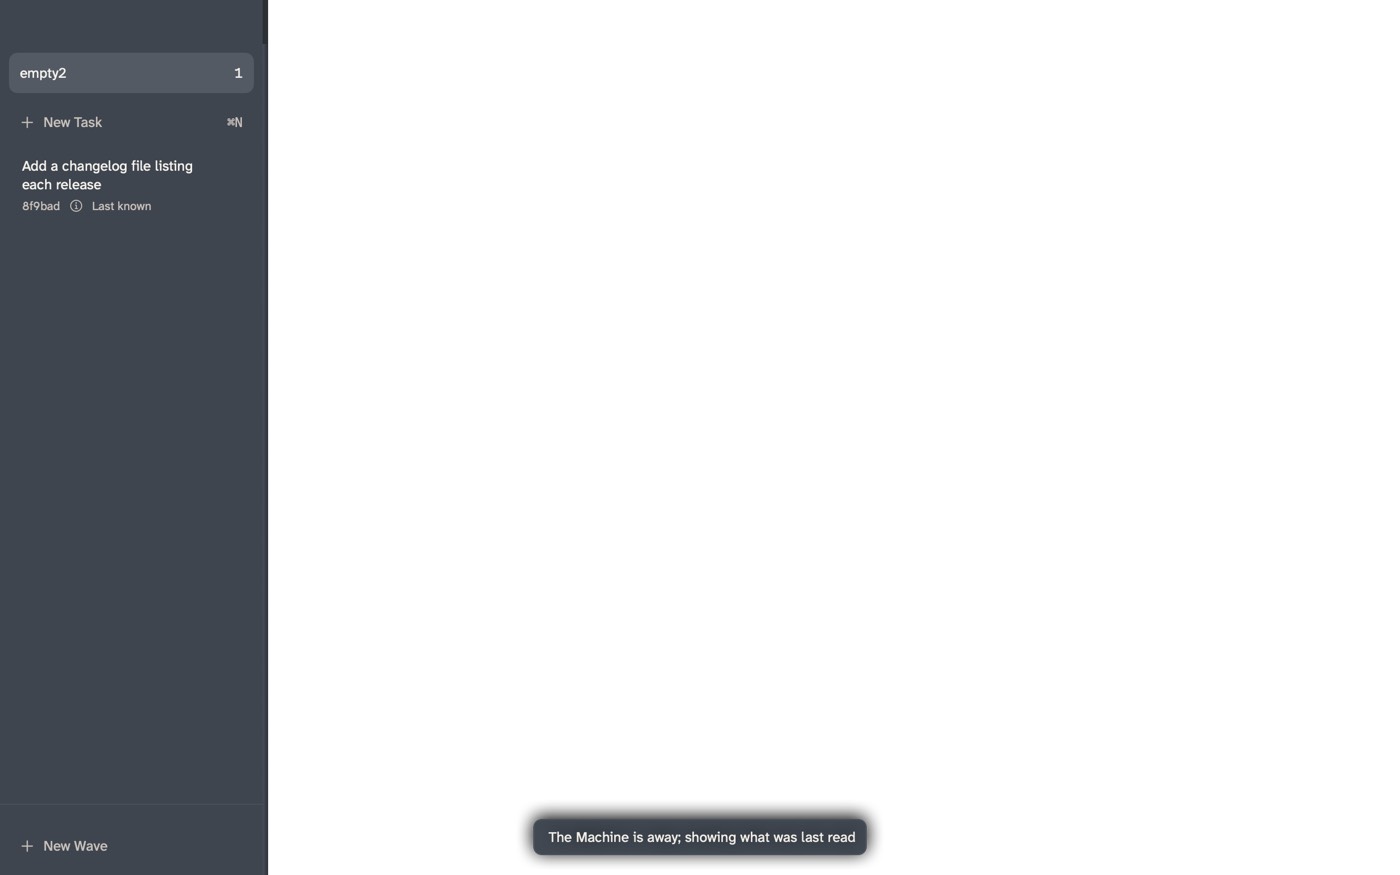 empty2 1
New Task ⌘N
Add a changelog file listing
each release
8f9bad Last known
New Wave
The Machine is away; showing what was last read